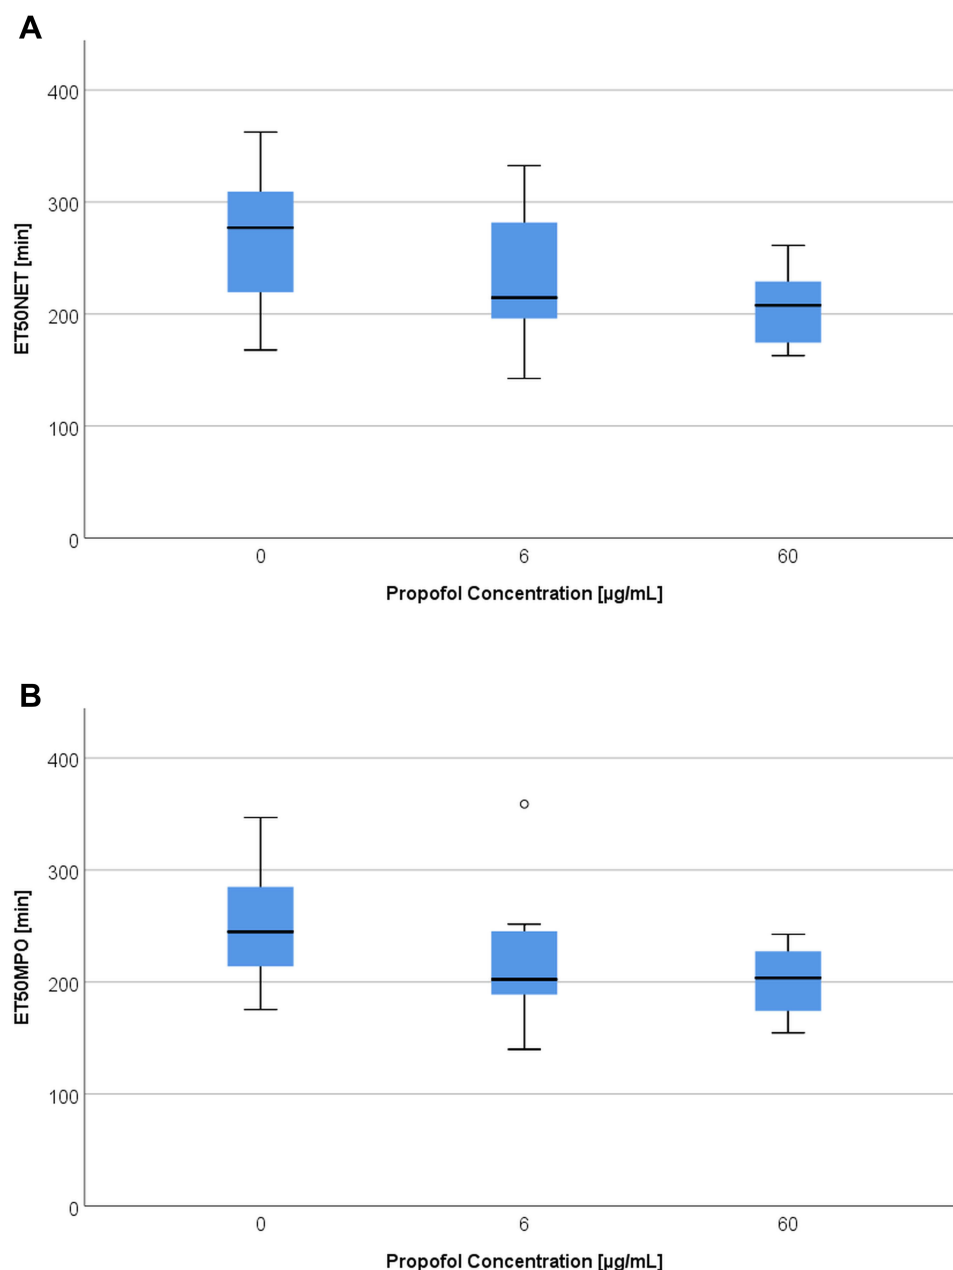 A
400
300
200
100
0
ET50NET [min]
0 6 60
Propofol Concentration [µg/mL]
B
400
300
200
100
0
ET50MPO [min]
0 6 60
Propofol Concentration [µg/mL]